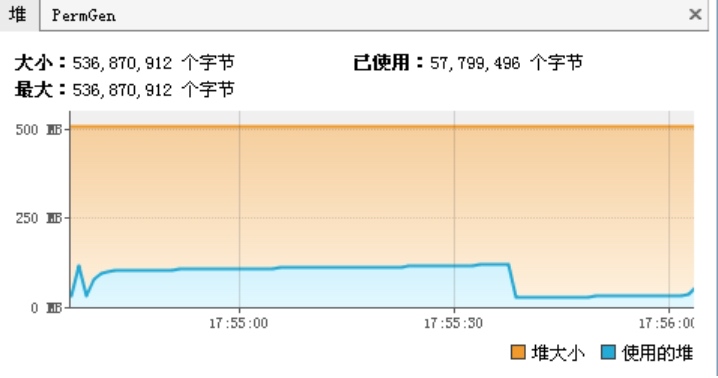 堆 PermGen ×
大小：536,870,912 个字节 已使用：57,799,496 个字节
最大：536,870,912 个字节
500 MB
250 MB
0 MB
17:55:00 17:55:30 17:56:00
堆大小 使用的堆